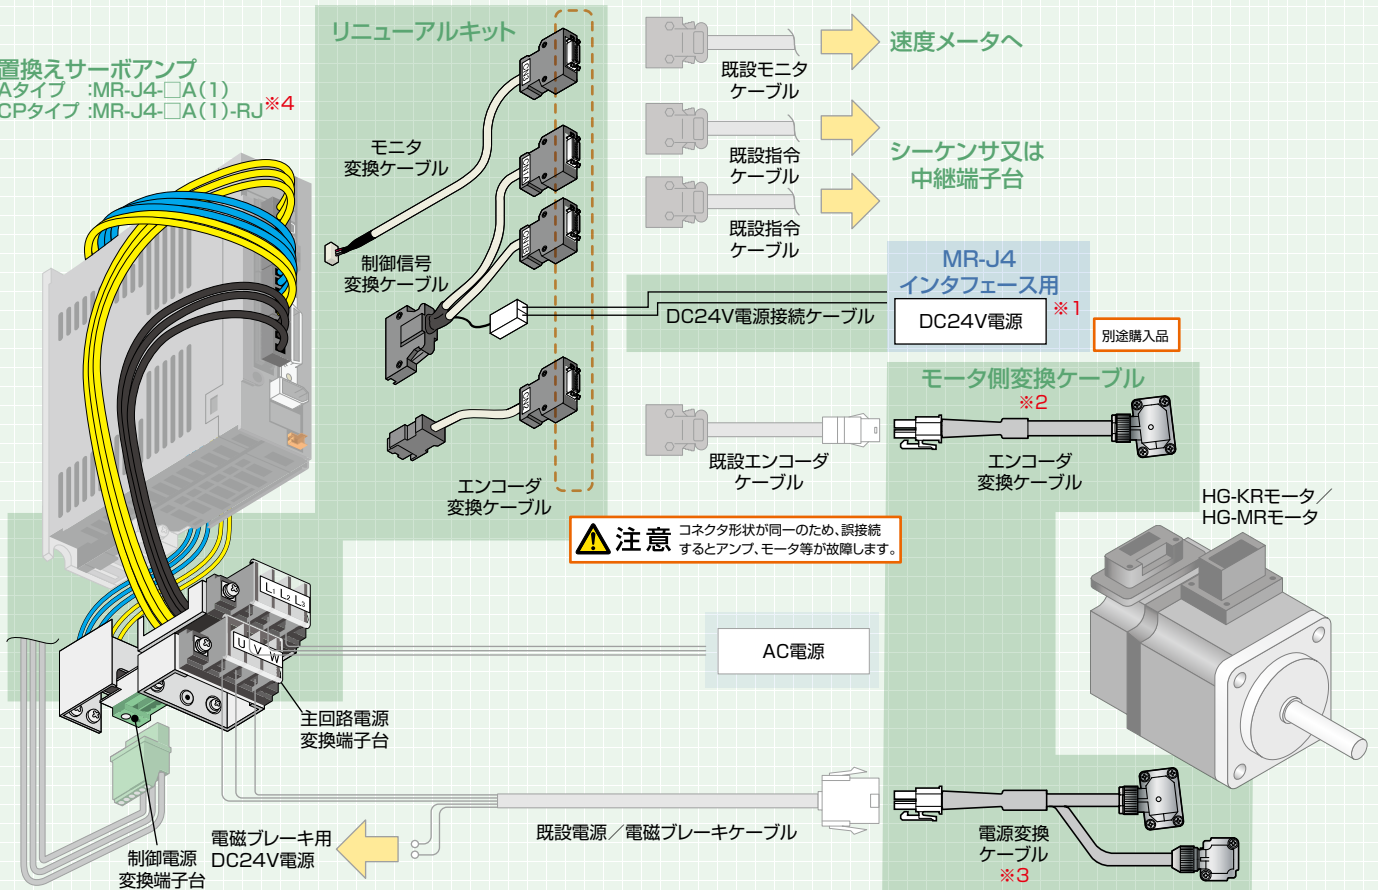 リニューアルキット
置換えサーボアンプ
Aタイプ :MR-J4-□A(1)
CPタイプ :MR-J4-□A(1)-RJ※4
モニタ
変換ケーブル
制御信号
変換ケーブル
エンコーダ
変換ケーブル
CN3
CN1A
CN1B
CN2
既設モニタ
ケーブル
速度メータへ
既設指令
ケーブル
既設指令
ケーブル
シーケンサ又は
中継端子台
MR-J4
インタフェース用
DC24V電源
※1
DC24V電源接続ケーブル
別途購入品
モータ側変換ケーブル
※2
既設エンコーダ
ケーブル
エンコーダ
変換ケーブル
注意
コネクタ形状が同一のため、誤接続
するとアンプ、モータ等が故障します。
HG-KRモータ／
HG-MRモータ
L1 L2 L3
U V W
AC電源
主回路電源
変換端子台
制御電源
変換端子台
電磁ブレーキ用
DC24V電源
既設電源／電磁ブレーキケーブル
電源変換
ケーブル
※3